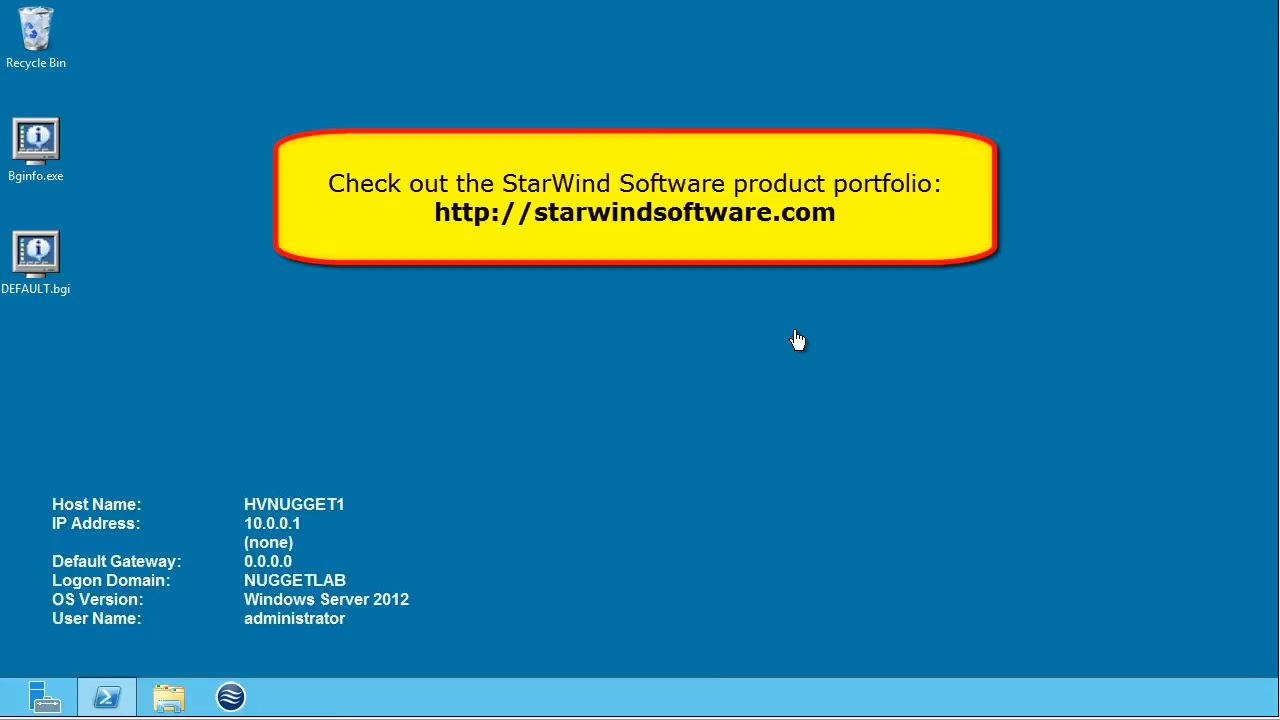 Recycle Bin
Bginfo.exe
DEFAULT.bgi
Check out the StarWind Software product portfolio:
http://starwindsoftware.com
Host Name: HVNUGGET1
IP Address: 10.0.0.1
(none)
Default Gateway: 0.0.0.0
Logon Domain: NUGGETLAB
OS Version: Windows Server 2012
User Name: administrator